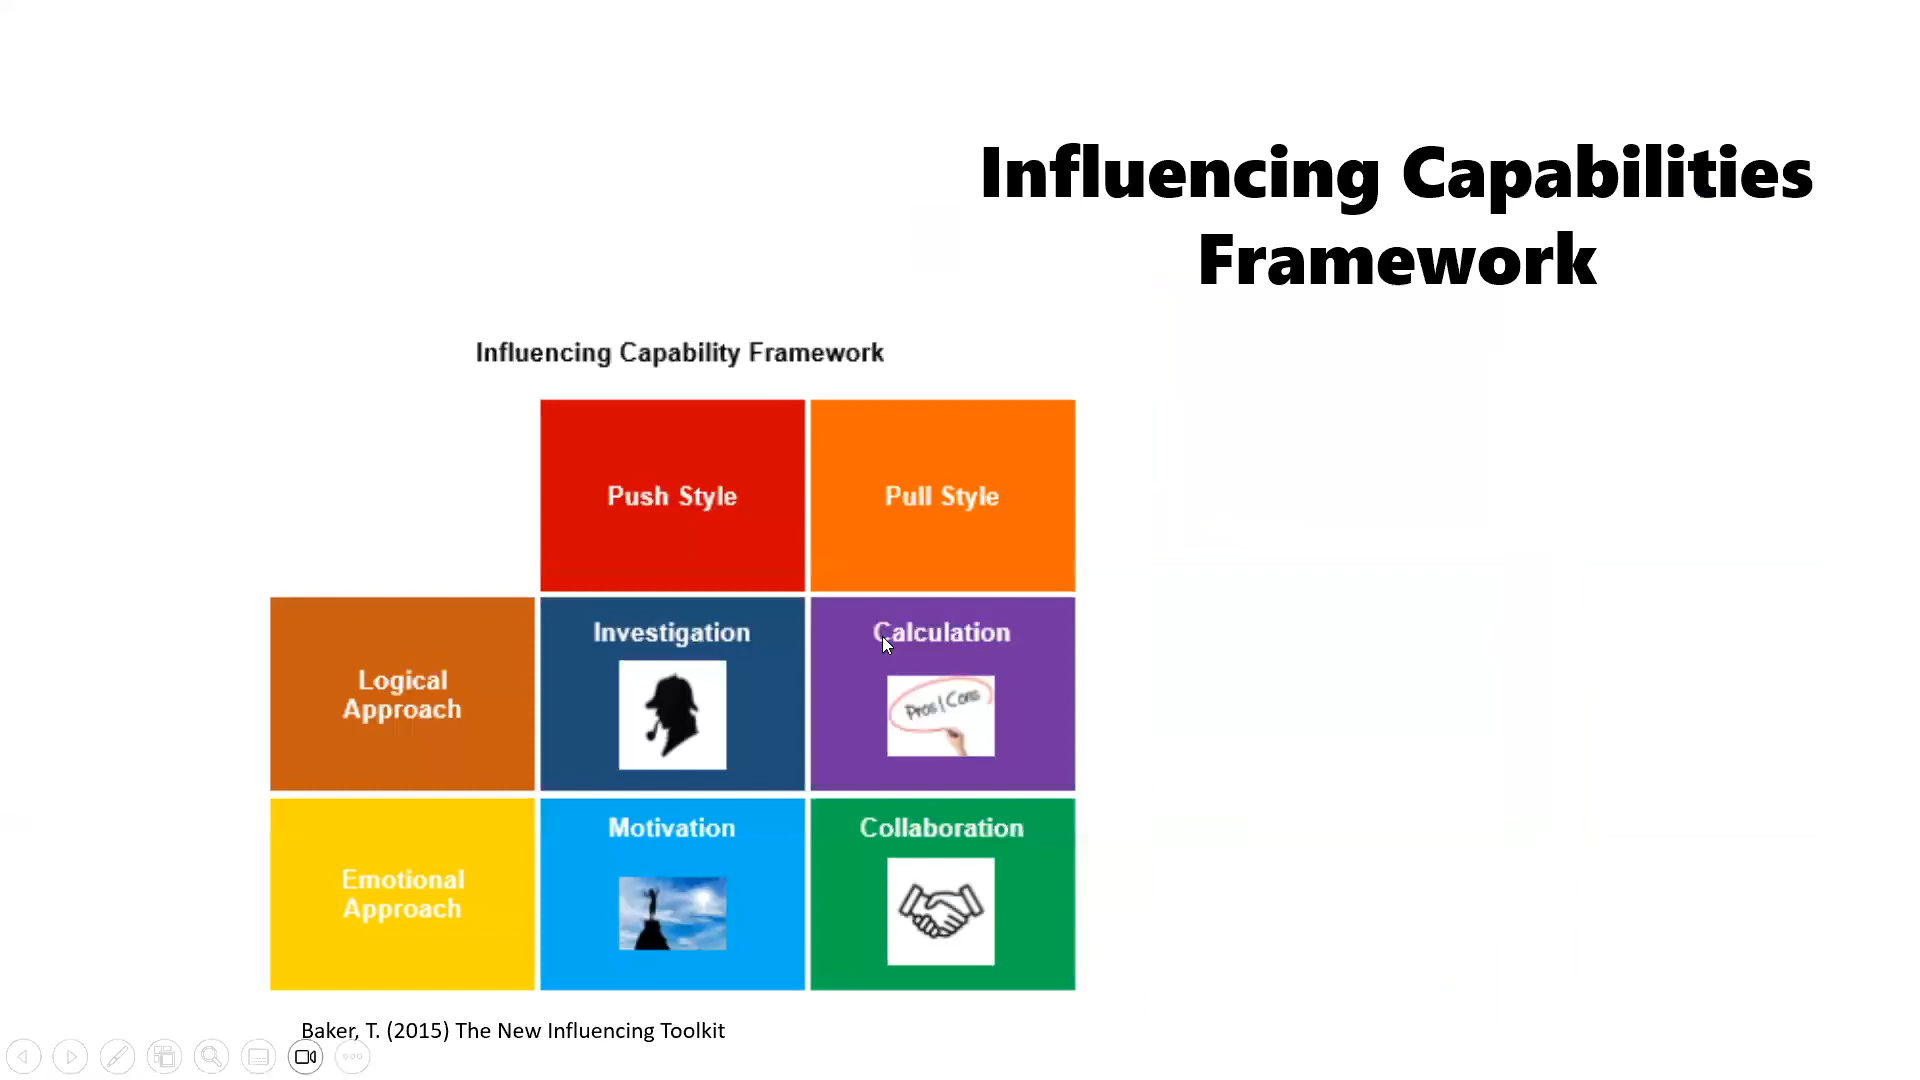 Influencing Capabilities
Framework
Influencing Capability Framework
Push Style
Pull Style
Logical
Approach
Investigation
Calculation
Pros | Cons
Emotional
Approach
Motivation
Collaboration
Baker, T. (2015) The New Influencing Toolkit